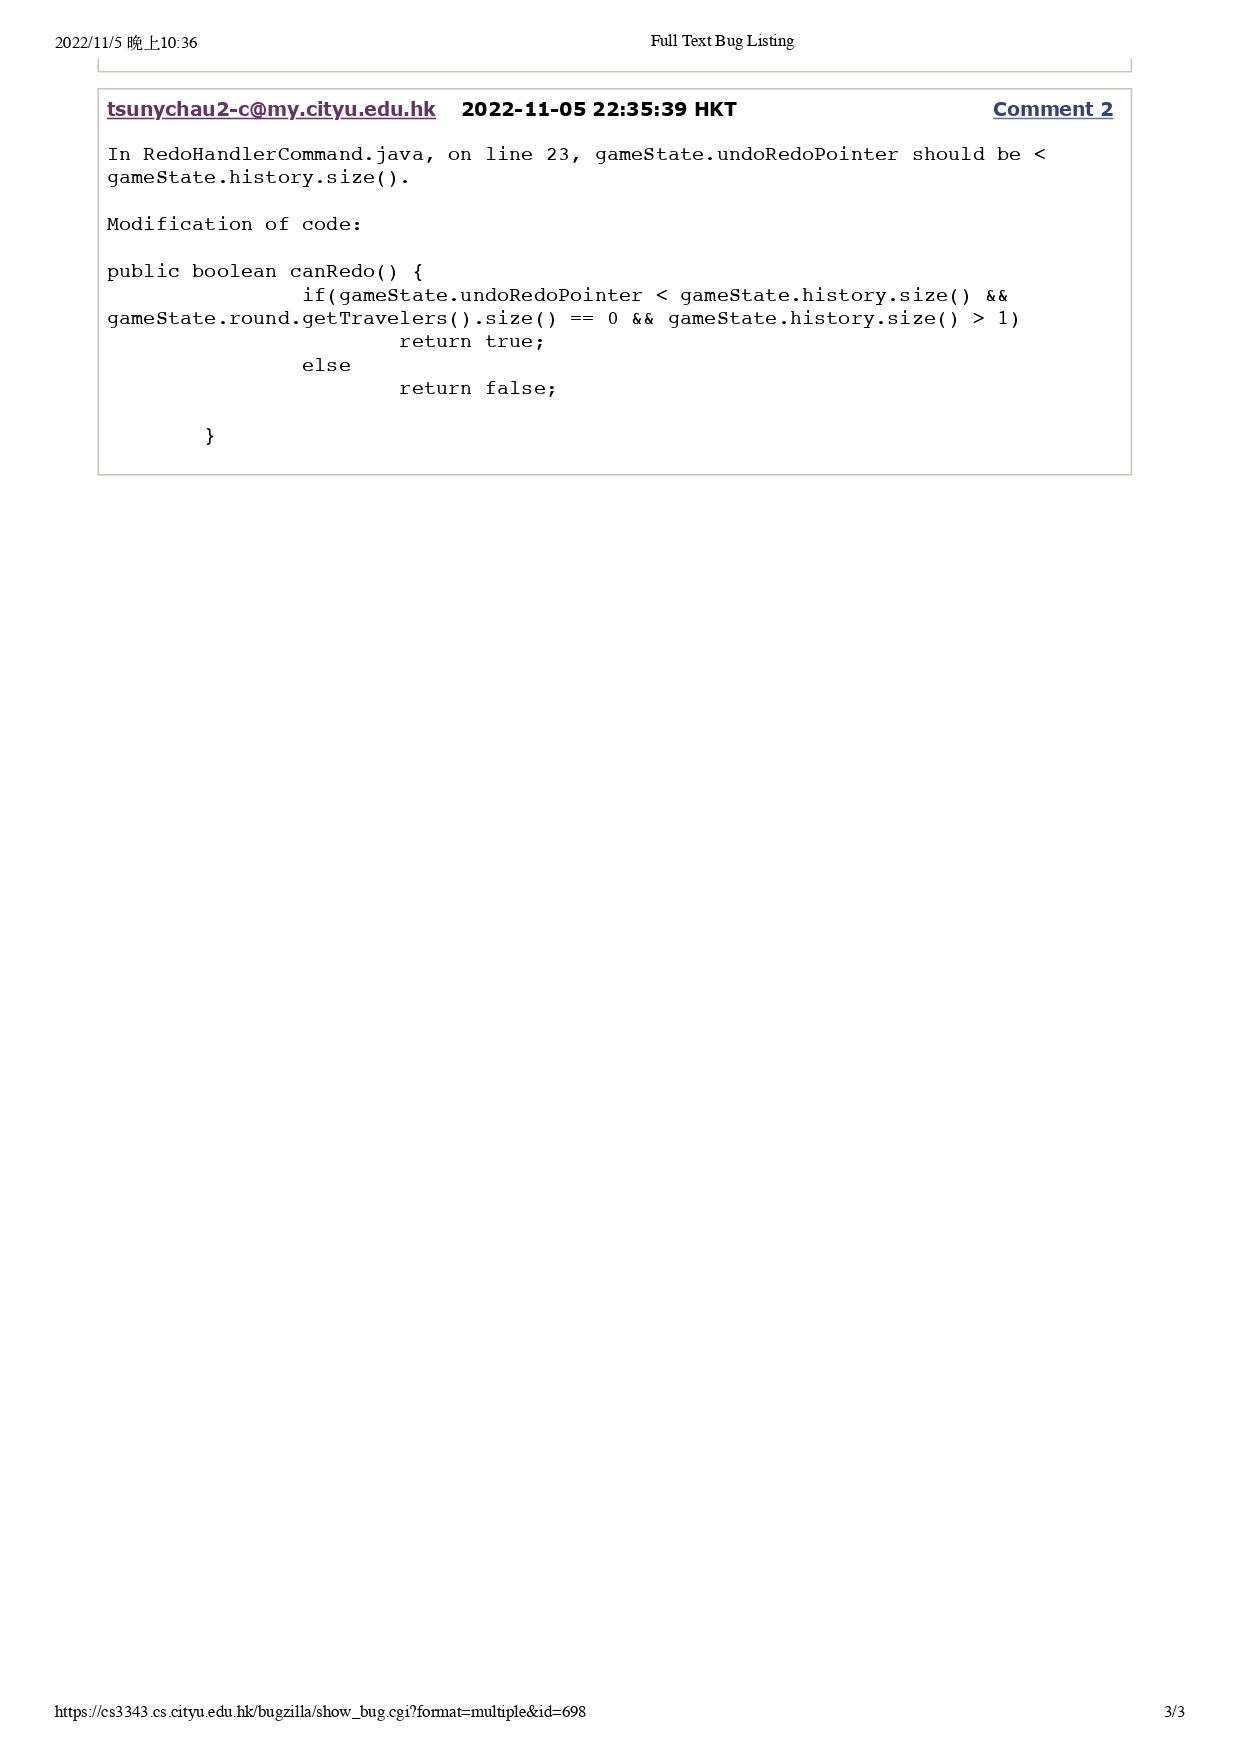 2022/11/5 晚上10:36 Full Text Bug Listing
tsunychau2-c@my.cityu.edu.hk 2022-11-05 22:35:39 HKT Comment 2
In RedoHandlerCommand.java, on line 23, gameState.undoRedoPointer should be <
gameState.history.size().
Modification of code:
public boolean canRedo() {
if(gameState.undoRedoPointer < gameState.history.size() &&
gameState.round.getTravelers().size() == 0 && gameState.history.size() > 1)
return true;
else
return false;
}
https://cs3343.cs.cityu.edu.hk/bugzilla/show_bug.cgi?format=multiple&id=698 3/3